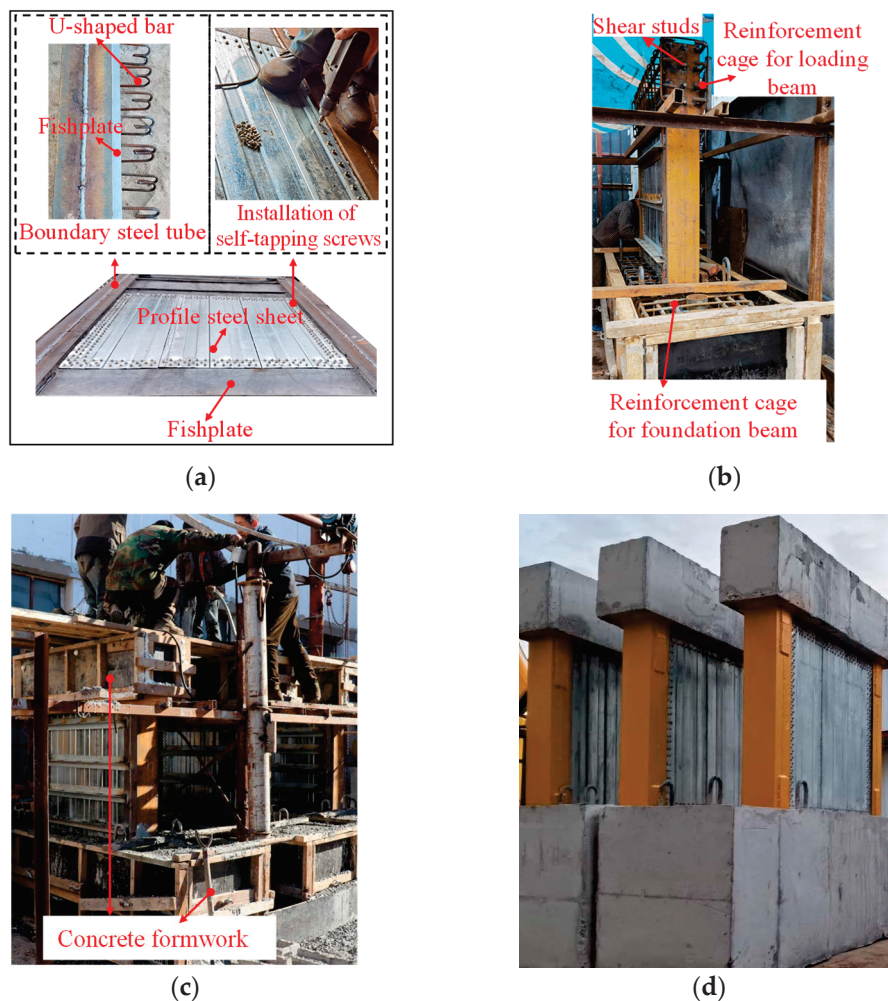 U-shaped bar
Fishplate
Boundary steel tube
Installation of
self-tapping screws
Profile steel sheet
Fishplate
(a)
Shear studs
Reinforcement
cage for loading
beam
Reinforcement cage
for foundation beam
(b)
Concrete formwork
(c)
(d)